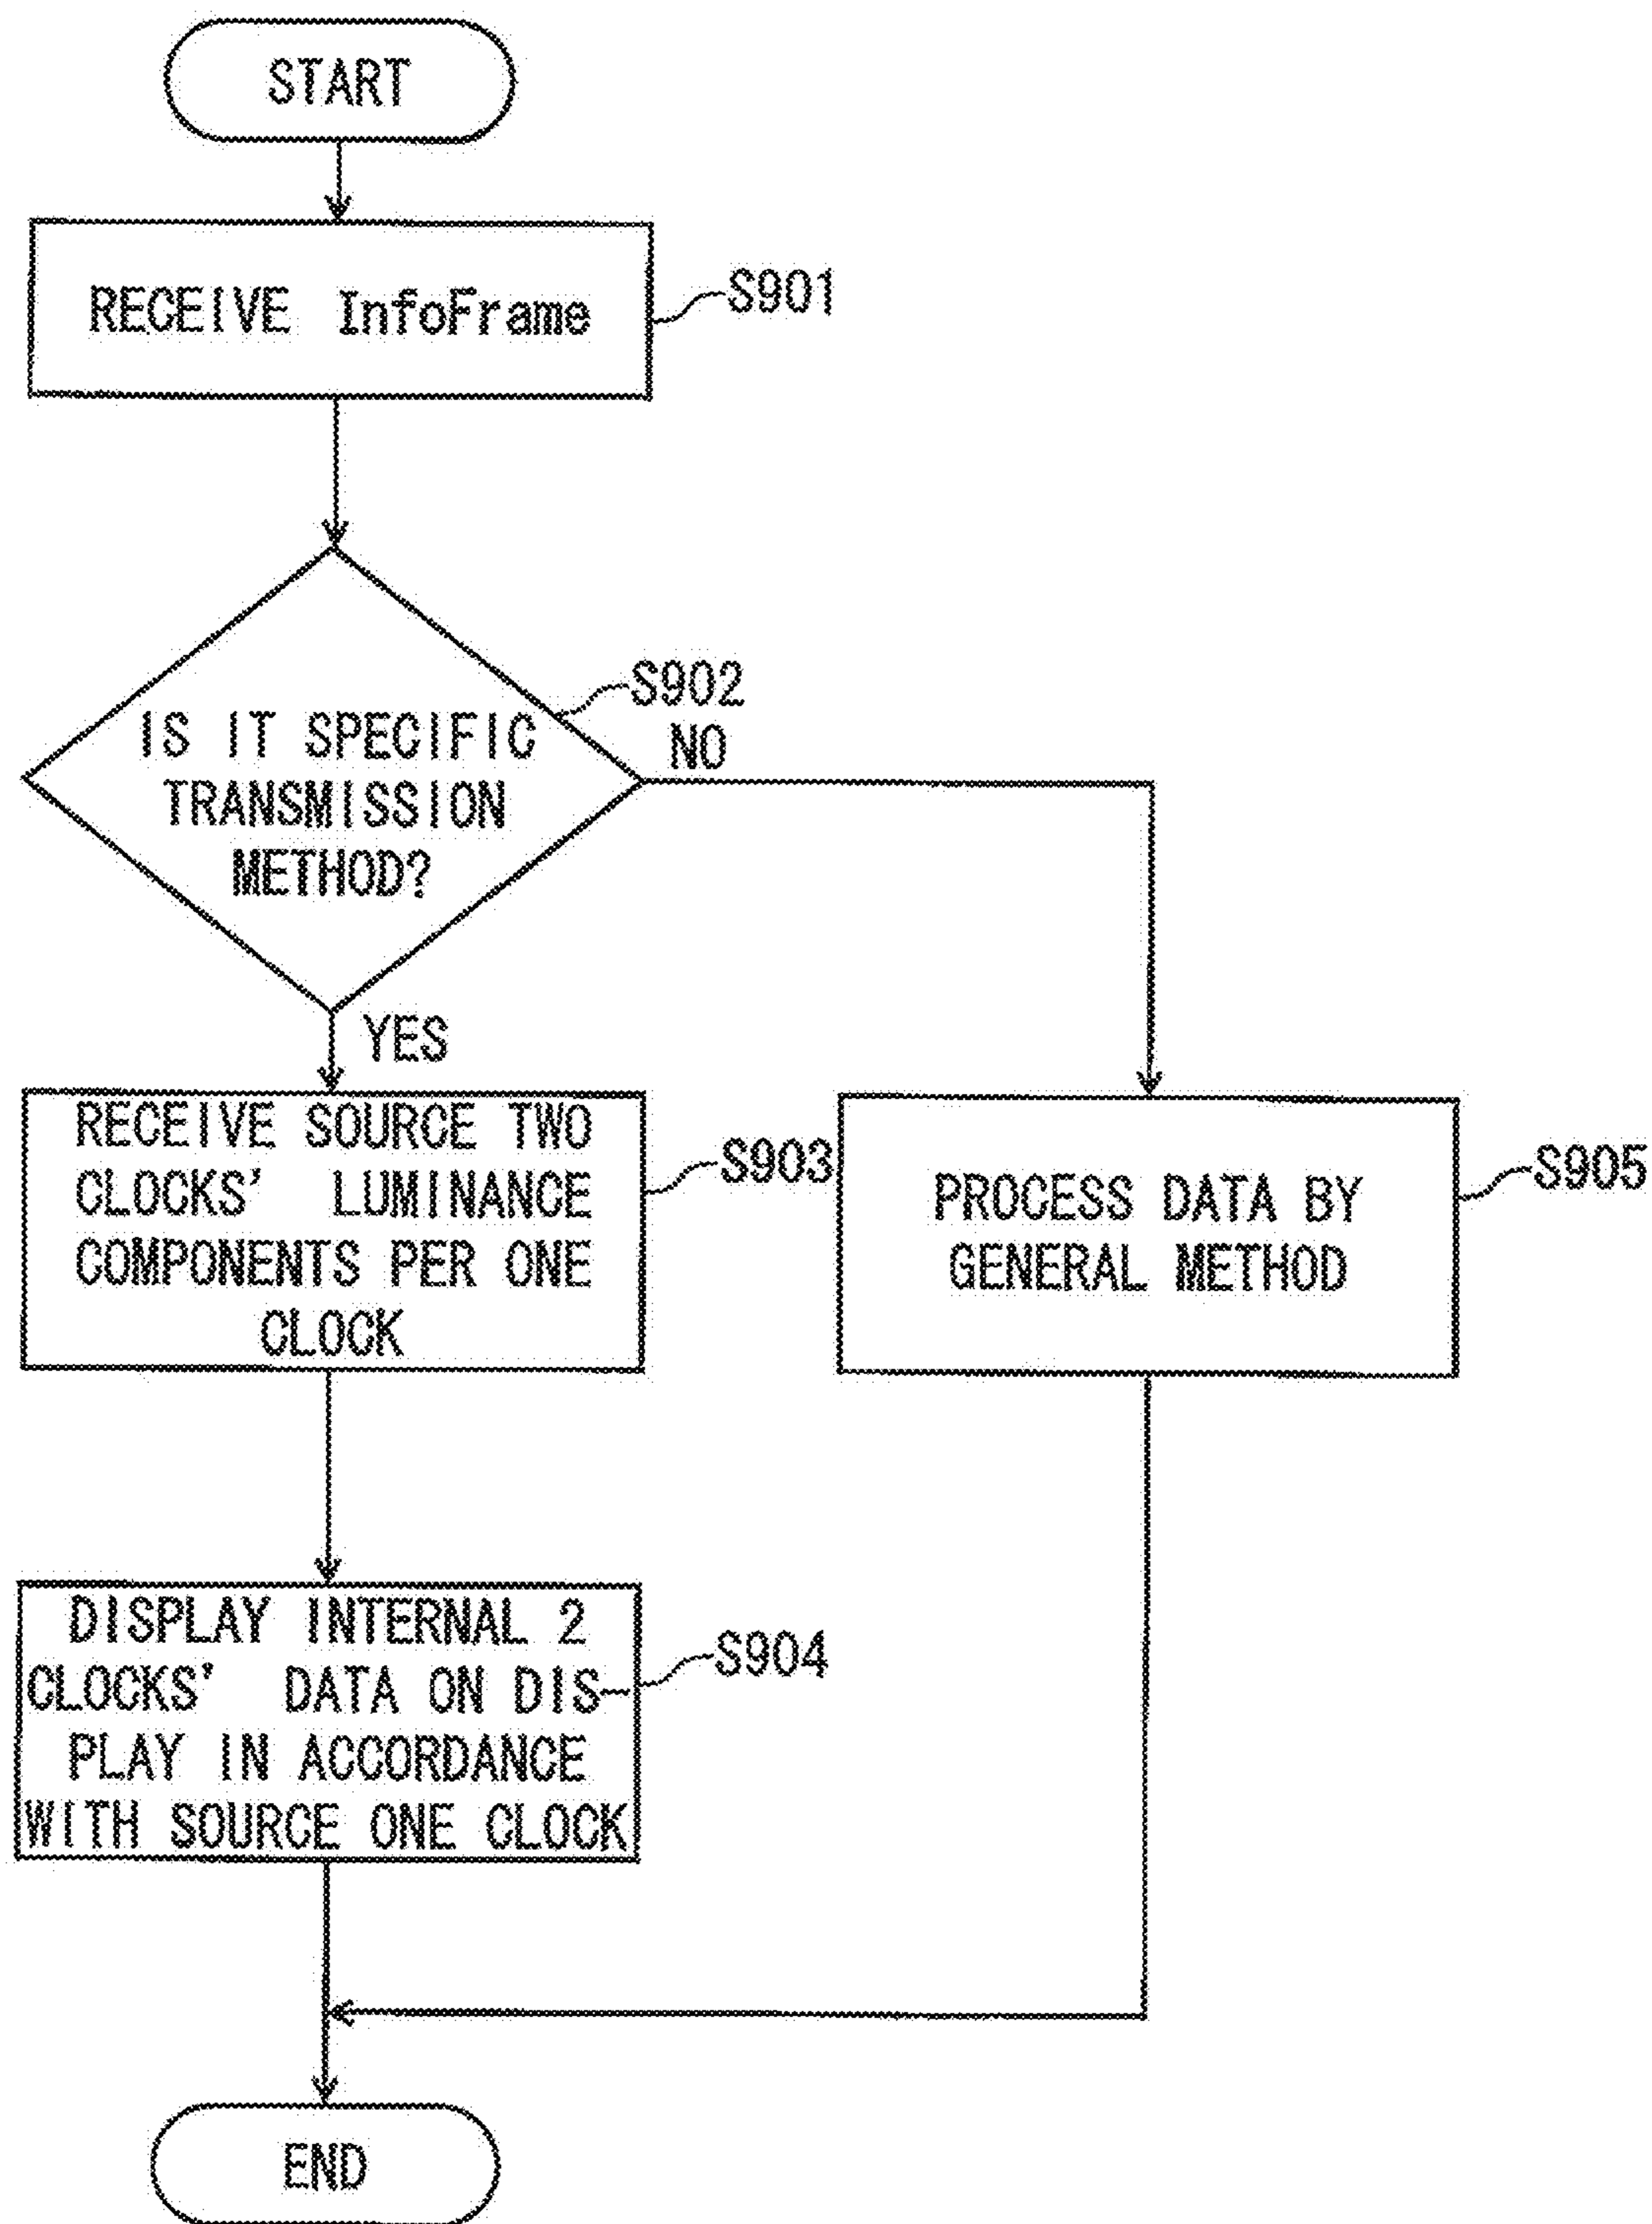 START
RECEIVE InfoFrame
S901
S902
IS IT SPECIFIC
TRANSMISSION
METHOD?
NO
YES
RECEIVE SOURCE TWO
CLOCKS' LUMINANCE
COMPONENTS PER ONE
CLOCK
S903
PROCESS DATA BY
GENERAL METHOD
S905
DISPLAY INTERNAL 2
CLOCKS' DATA ON DIS-
PLAY IN ACCORDANCE
WITH SOURCE ONE CLOCK
S904
END